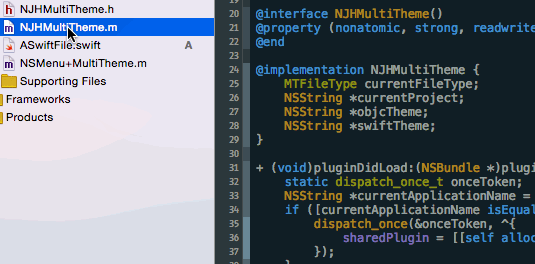 NJHMultiTheme.h
NJHMultiTheme.m
ASwiftFile.swift A
NSMenu+MultiTheme.m
Supporting Files
Frameworks
Products
20 @interface NJHMultiTheme()
21 @property (nonatomic, strong, readwrite
22 @end
23
24 @implementation NJHMultiTheme {
25 MTFileType currentFileType;
26 NSString *currentProject;
27 NSString *objcTheme;
28 NSString *swiftTheme;
29 }
30
31 + (void)pluginDidLoad:(NSBundle *)plugi
32 static dispatch_once_t onceToken;
33 NSString *currentApplicationName =
34 if ([currentApplicationName isEqual
35 dispatch_once(&onceToken, ^{
36 sharedPlugin = [[self alloc
37 });